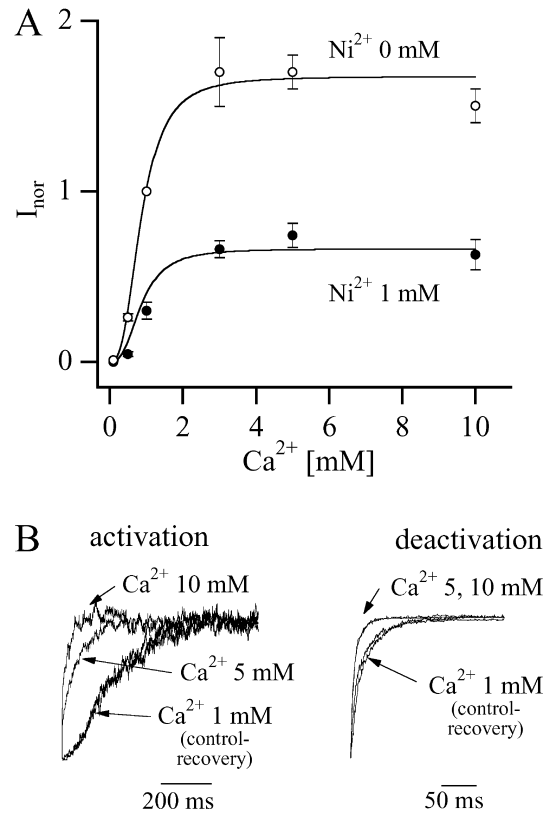 A
2
Ni²⁺ 0 mM
1
I_nor
Ni²⁺ 1 mM
0
0 2 4 6 8 10
Ca²⁺ [mM]
B
activation
deactivation
Ca²⁺ 10 mM
Ca²⁺ 5, 10 mM
Ca²⁺ 5 mM
Ca²⁺ 1 mM
(control-
recovery)
Ca²⁺ 1 mM
(control-
recovery)
200 ms
50 ms